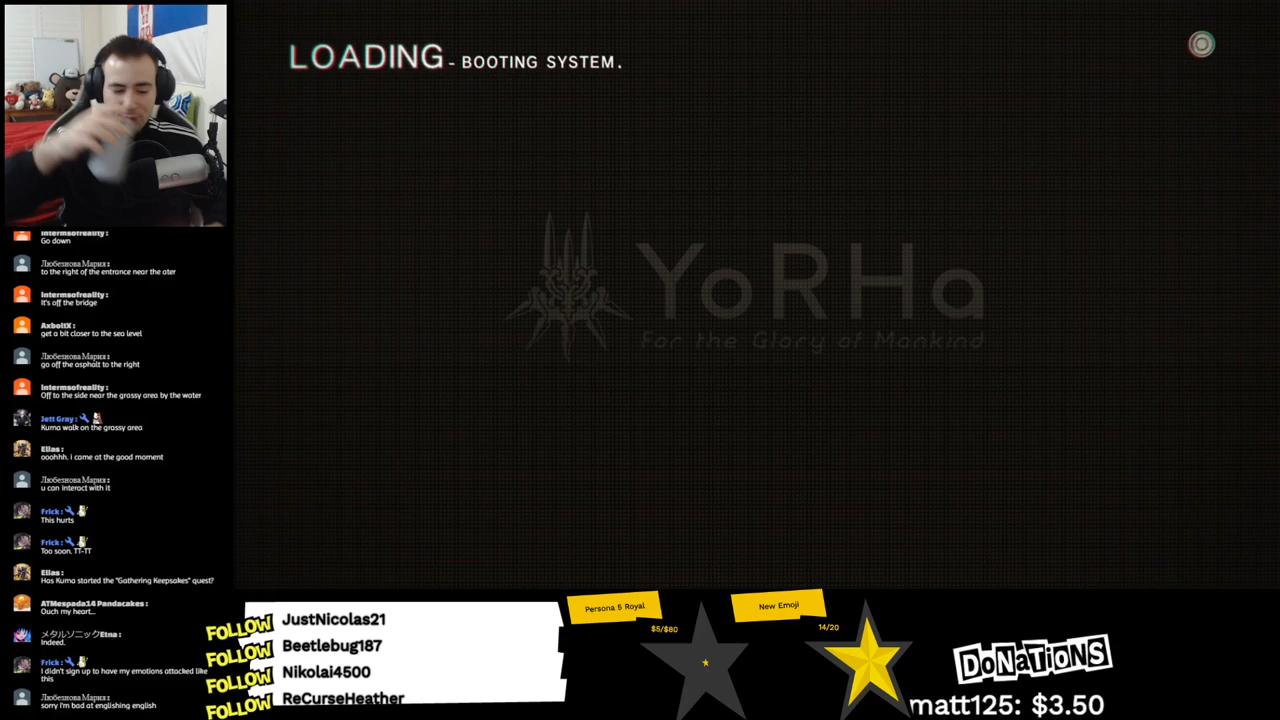 LOADING - BOOTING SYSTEM.
YoRHa
For the Glory of Mankind
Intermsofreality :
Go down
Любезнова Мария :
to the right of the entrance near the ater
Intermsofreality :
It's off the bridge
AxboltX :
get a bit closer to the sea level
Любезнова Мария :
go off the asphalt to the right
Intermsofreality :
Off to the side near the grassy area by the water
Jett Gray :
Kuma walk on the grassy area
Elias :
ooohhh. i came at the good moment
Любезнова Мария :
u can interact with it
Frick :
This hurts
Frick :
Too soon. TT-TT
Elias :
Has Kuma started the "Gathering Keepsakes" quest?
ATMespada14 Pandacakes :
Ouch my heart...
メタルソニックEtna :
Indeed.
Frick :
I didn't sign up to have my emotions attacked like
this
Любезнова Мария :
sorry i'm bad at englishing english
FOLLOW JustNicolas21
FOLLOW Beetlebug187
FOLLOW Nikolai4500
FOLLOW ReCurseHeather
Persona 5 Royal
$5/$80
New Emoji
14/20
DONATIONS
matt125: $3.50